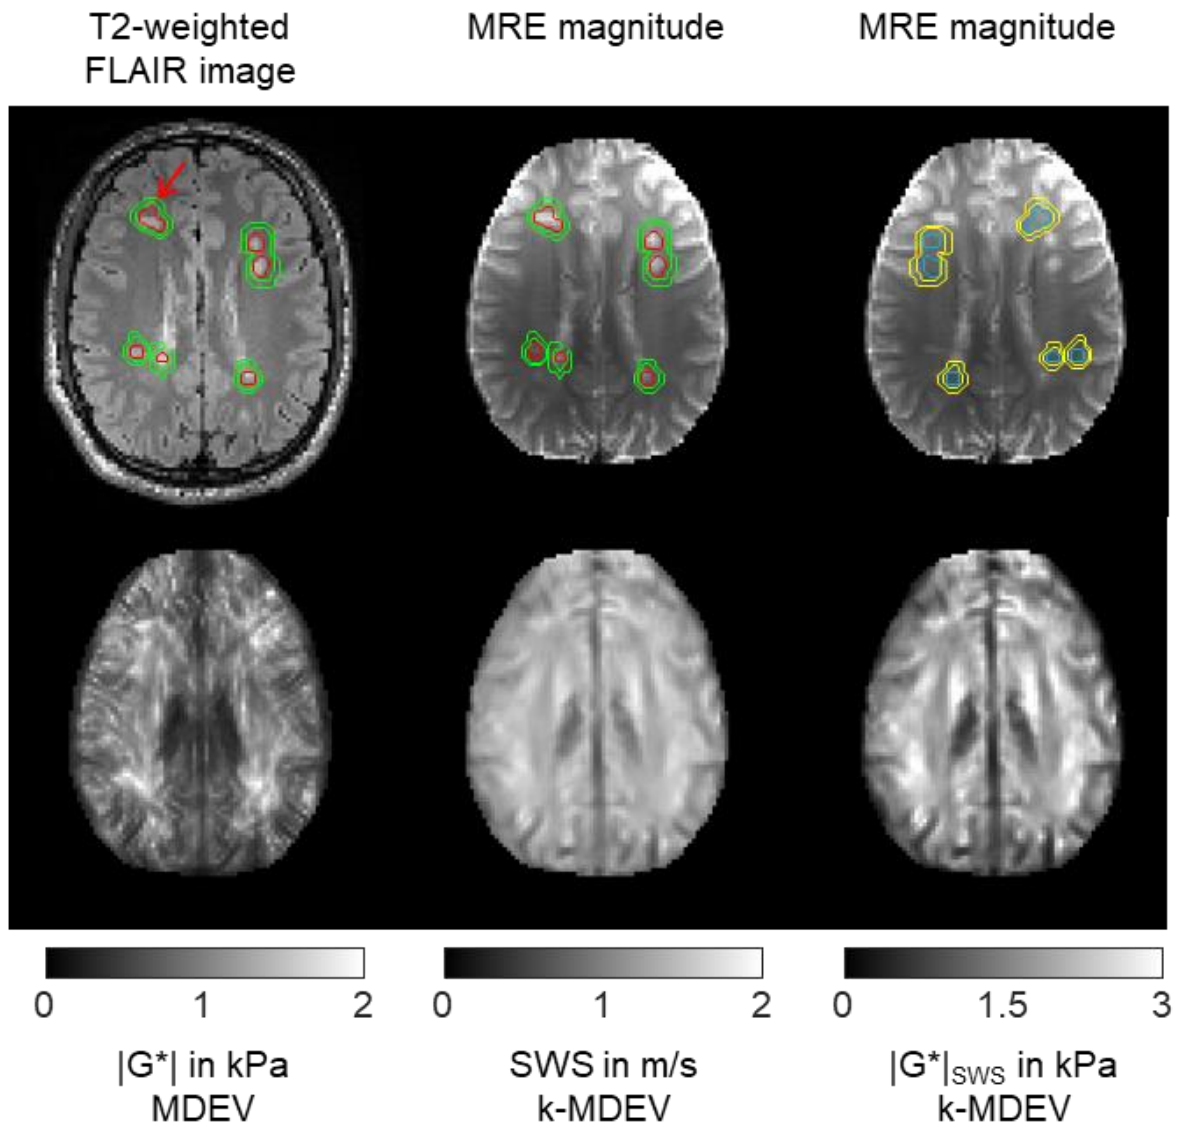 T2-weighted
FLAIR image
MRE magnitude
MRE magnitude
0 1 2
0 1 2
0 1.5 3
|G*| in kPa
MDEV
SWS in m/s
k-MDEV
|G*|SWS in kPa
k-MDEV